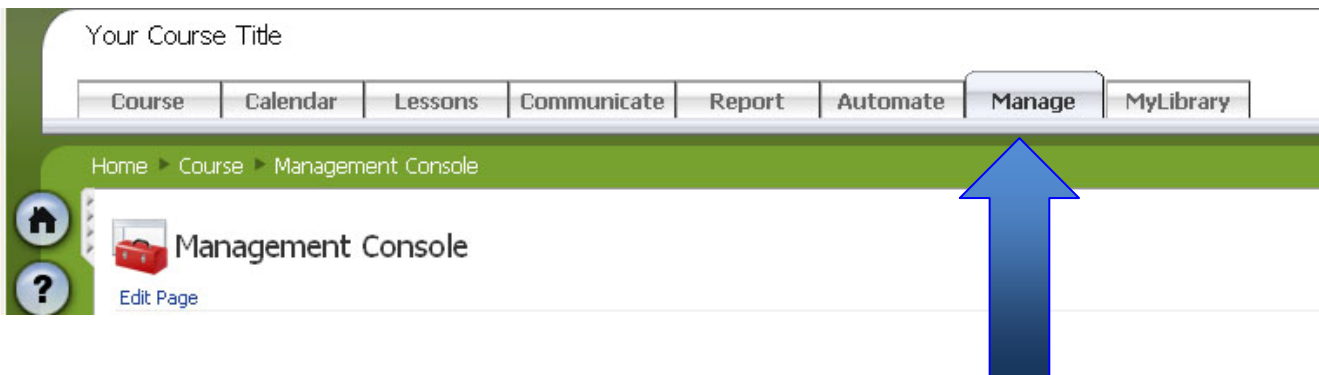 Your Course Title
Course Calendar Lessons Communicate Report Automate Manage MyLibrary
Home ▶ Course ▶ Management Console
Management Console
?
Edit Page